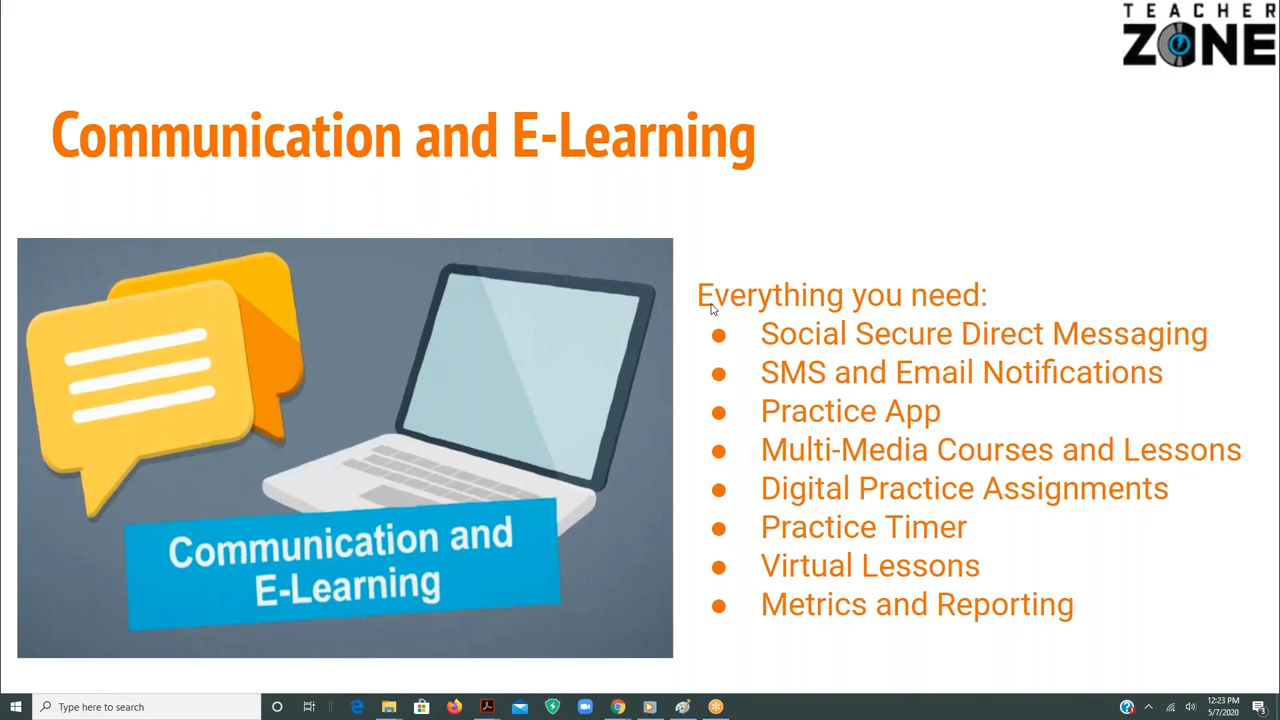 TEACHER
ZONE
Communication and E-Learning
Communication and
E-Learning
Everything you need:
● Social Secure Direct Messaging
● SMS and Email Notifications
● Practice App
● Multi-Media Courses and Lessons
● Digital Practice Assignments
● Practice Timer
● Virtual Lessons
● Metrics and Reporting
Type here to search
12:23 PM
5/7/2020
3